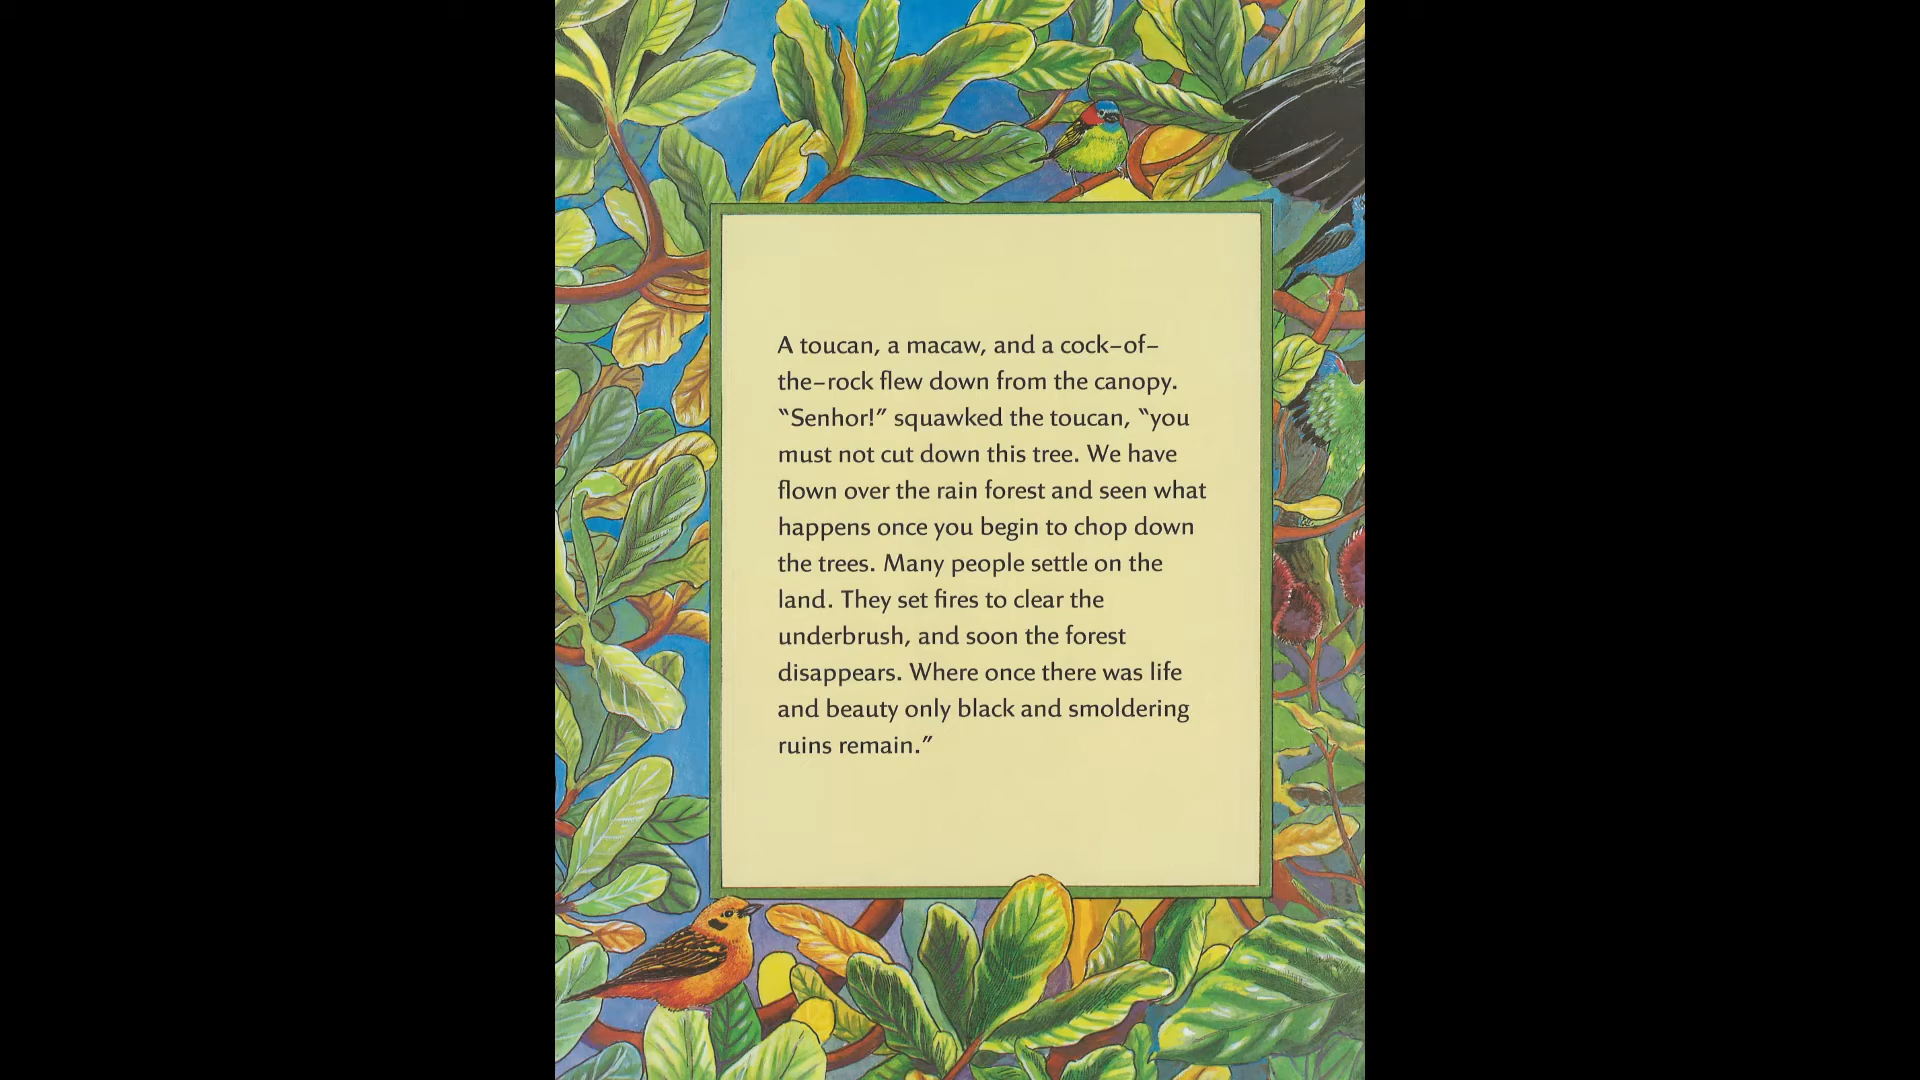 A toucan, a macaw, and a cock-of-
the-rock flew down from the canopy.
“Senhor!” squawked the toucan, “you
must not cut down this tree. We have
flown over the rain forest and seen what
happens once you begin to chop down
the trees. Many people settle on the
land. They set fires to clear the
underbrush, and soon the forest
disappears. Where once there was life
and beauty only black and smoldering
ruins remain.”